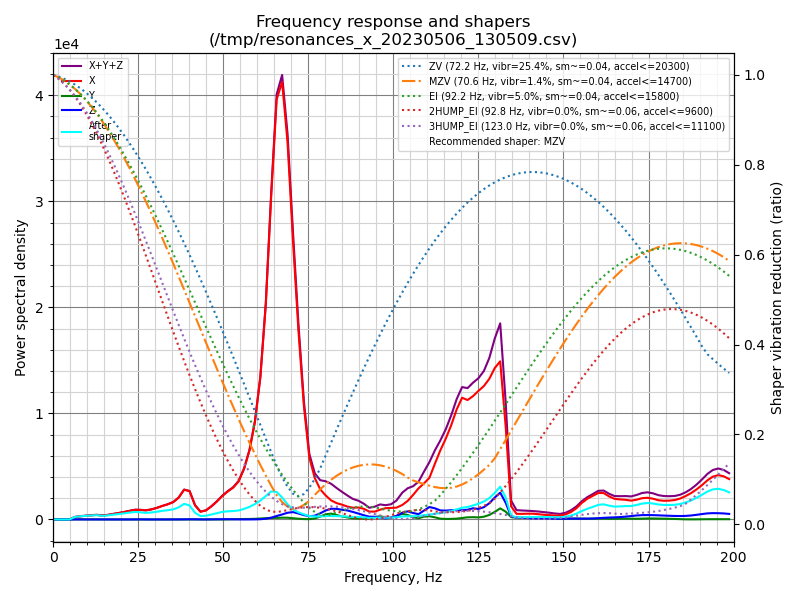 Frequency response and shapers
(/tmp/resonances_x_20230506_130509.csv)
1e4
X+Y+Z
X
Y
Z
After
shaper
ZV (72.2 Hz, vibr=25.4%, sm~=0.04, accel<=20300)
MZV (70.6 Hz, vibr=1.4%, sm~=0.04, accel<=14700)
EI (92.2 Hz, vibr=5.0%, sm~=0.04, accel<=15800)
2HUMP_EI (92.8 Hz, vibr=0.0%, sm~=0.06, accel<=9600)
3HUMP_EI (123.0 Hz, vibr=0.0%, sm~=0.06, accel<=11100)
Recommended shaper: MZV
Power spectral density
4
3
2
1
0
Shaper vibration reduction (ratio)
1.0
0.8
0.6
0.4
0.2
0.0
0 25 50 75 100 125 150 175 200
Frequency, Hz